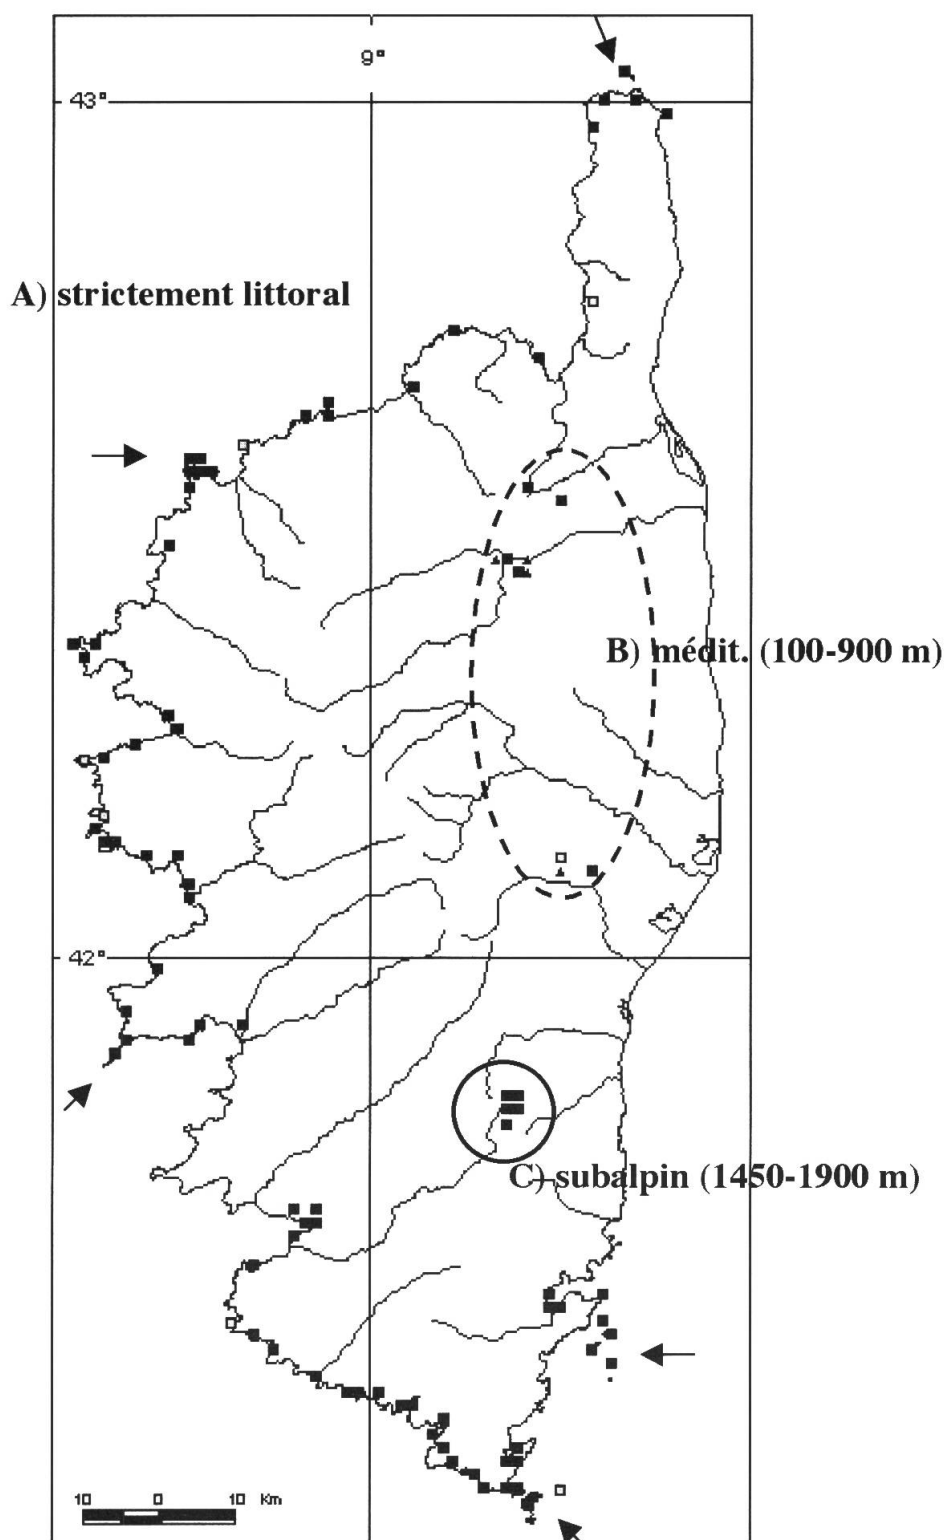 9°
43°
A) strictement littoral
B) médit. (100-900 m)
42°
C) subalpin (1450-1900 m)
10 0 10 Km